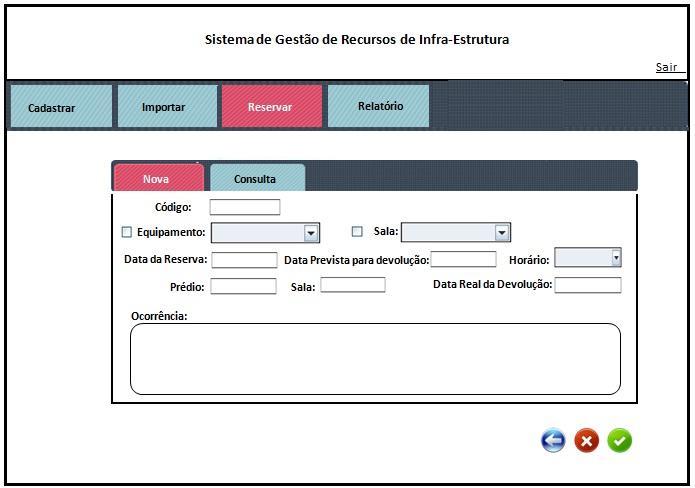 Sistema de Gestão de Recursos de Infra-Estrutura
Sair
Cadastrar Importar Reservar Relatório
Nova Consulta
Código:
Equipamento: Sala:
Data da Reserva: Data Prevista para devolução: Horário:
Prédio: Sala: Data Real da Devolução:
Ocorrência: